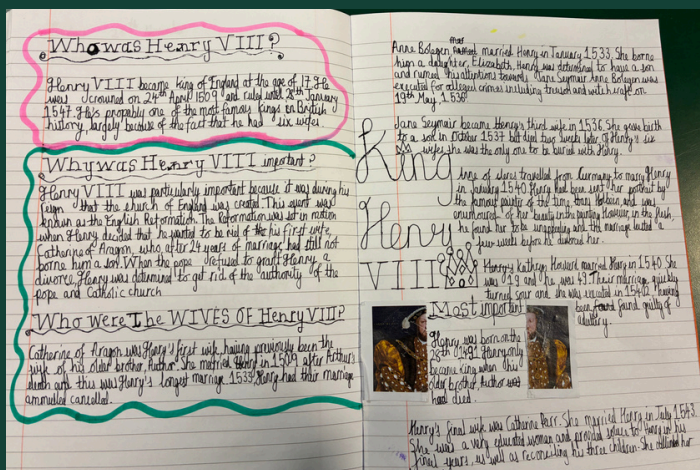 Who was Henry VIII?
Henry VIII became king of England at the age of 17. He
was crowned on 24th April 1509 and ruled until 28th January
1547. He's propably one of the most famous kings in British
history largely because of the fact that he had six wifes
Why was Henry VIII important?
Henry VIII was particularly important because it was during his
reign that the church of England was created. This event was
known as the English Reformation. The Reformation was set in motion
when Henry decided that he wanted to be rid of the his first wife,
Catherine of Aragon, who, after 24 years of marriage had still not
borne him a son. When the pope refused to grant Henry a
divorce, Henry was determined to get rid of the authority of the
pope and Catholic church
Who were The WIVES OF Henry VIII?
Catherine of Aragon was Henry's first wife, having previously been the
wife of his older brother, Author. She married Henry in 1509 after Arthur's
death and this was Henry's longest marriage 1533 Henry had their marriage
annulled cancelled.
Anne Boleyen married Henry in January 1533. She borne
a daughter, Elizabeth. Henry was determined to have a son
and turned his attentions towards Jane Seymair Anne Bolegen was
executed for alleged crimes including treason and witchcraft on
19th May, 1536
Jane Seymair became Henry's third wife in 1536. She gave birth
to a son in October 1537 but died two weeks later. Of Henry's six
wifes she was the only one to be buried with Henry
King
Henry
VIII
Anne of cleves travelled from Germany to marry Henry
in January 1540 Henry had been sent her portrait by
the famous painter of the time Hans Holbein and was
enamoured of her beauty in the painting However, in the flesh,
he found her to be unappealing and the marriage lasted a
few weeks before he divorced her.
Henry's Kathryn Howard married Henry in 1540 She
was 19 and he was 49. Their marriage quickly
turned sour and she was executed in 1542 having
been found guilty of
adultery.
Most important
Henry was born on the
28th 1491 Henry only
became king when his
older brother, Author
had died.
Henry's final wife was Catherine Parr. She married Henry in July 1543.
She was a very educated women and provided solace to Henry in his
final years, as well as reconciling his three children. She outlived her